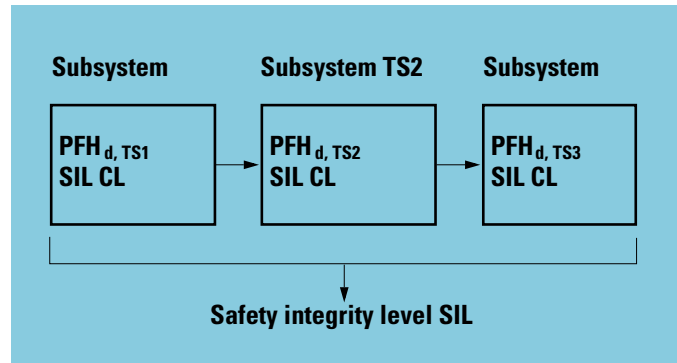 Subsystem Subsystem TS2 Subsystem
PFHd, TS1 PFHd, TS2 PFHd, TS3
SIL CL SIL CL SIL CL
Safety integrity level SIL